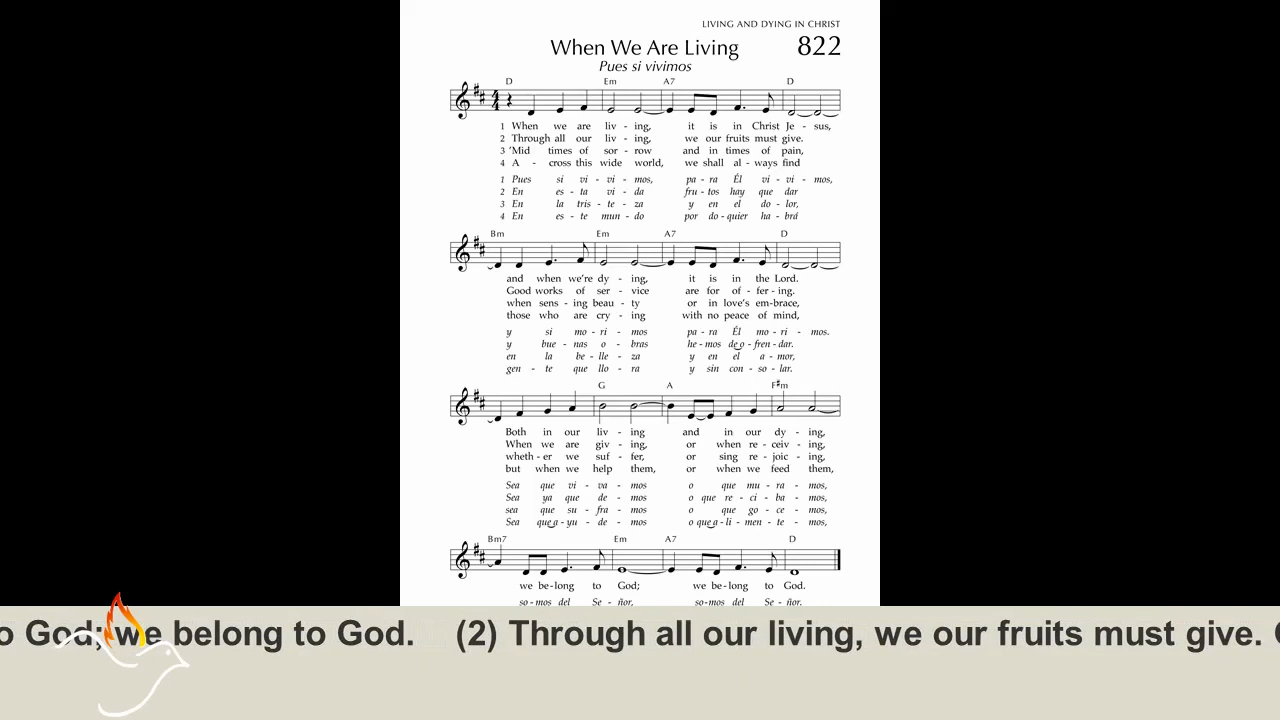 LIVING AND DYING IN CHRIST
When We Are Living 822
Pues si vivimos
D Em A7 D
1 When we are liv - ing, it is in Christ Je - sus,
2 Through all our liv - ing, we our fruits must give.
3 ’Mid times of sor - row and in times of pain,
4 A - cross this wide world, we shall al - ways find
1 Pues si vi - vi - mos, pa - ra Él vi - vi - mos,
2 En es - ta vi - da fru - tos hay que dar
3 En la tris - te - za y en el do - lor,
4 En es - te mun - do por do - quier ha - brá
Bm Em A7 D
and when we’re dy - ing, it is in the Lord.
Good works of ser - vice are for of - fer - ing.
when sens - ing beau - ty or in love’s em - brace,
those who are cry - ing with no peace of mind,
y si mo - ri - mos pa - ra Él mo - ri - mos.
y bue - nas o - bras he - mos de o - fren - dar.
en la be - lle - za y en el a - mor,
gen - te que llo - ra y sin con - so - lar.
G A F♯m
Both in our liv - ing and in our dy - ing,
When we are giv - ing, or when re - ceiv - ing,
wheth - er we suf - fer, or sing re - joic - ing,
but when we help them, or when we feed them,
Sea que vi - va - mos o que mu - ra - mos,
Sea ya que de - mos o que re - ci - ba - mos,
sea que su - fra - mos o que go - ce - mos,
Sea que a - yu - de - mos o que a - li - men - te - mos,
Bm7 Em A7 D
we be - long to God; we be - long to God.
so - mos del Se - ñor, so - mos del Se - ñor.
o God; we belong to God. (2) Through all our living, we our fruits must give.